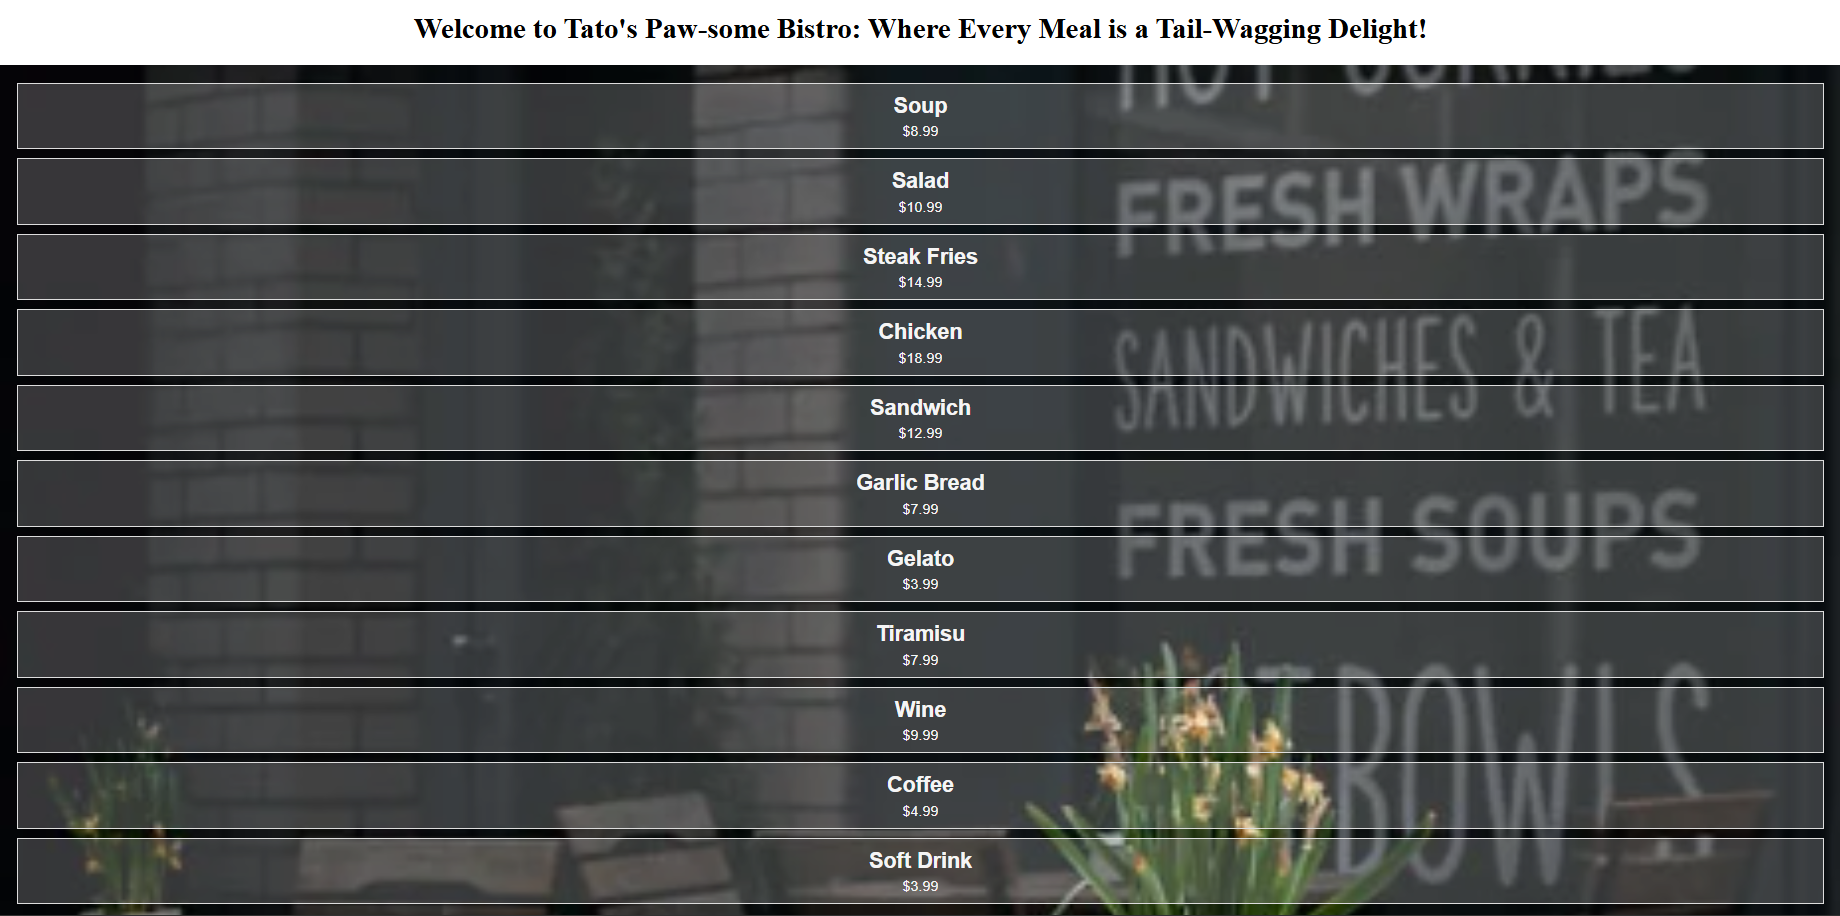 Welcome to Tato's Paw-some Bistro: Where Every Meal is a Tail-Wagging Delight!
Soup
$8.99
Salad
$10.99
FRESH WRAPS
Steak Fries
$14.99
Chicken
$18.99
SANDWICHES & TEA
Sandwich
$12.99
Garlic Bread
$7.99
FRESH SOUPS
Gelato
$3.99
Tiramisu
$7.99
Wine
$9.99
BOWLS
Coffee
$4.99
Soft Drink
$3.99